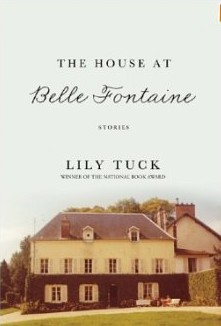 THE HOUSE AT
Belle Fontaine
STORIES
LILY TUCK
WINNER OF THE NATIONAL BOOK AWARD